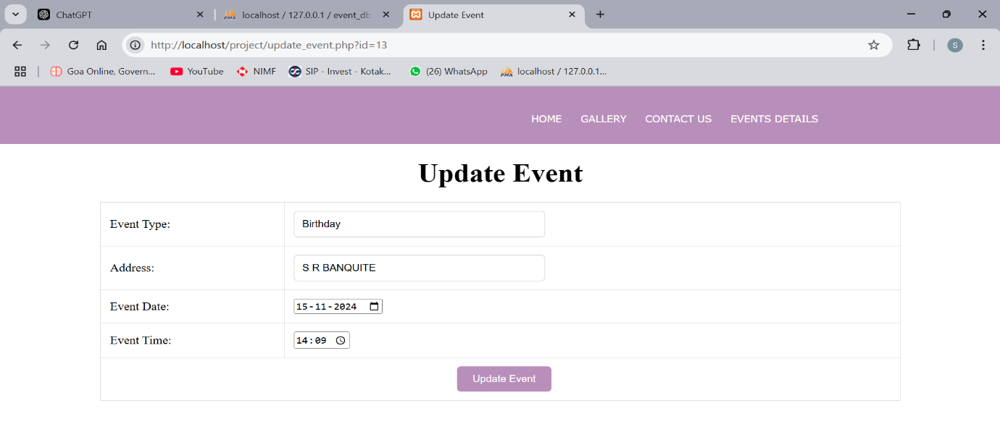 ChatGPT
localhost / 127.0.0.1 / event_db
Update Event
http://localhost/project/update_event.php?id=13
S
Goa Online, Govern...
YouTube
NIMF
SIP - Invest - Kotak...
(26) WhatsApp
PMA
localhost / 127.0.0.1...
HOME GALLERY CONTACT US EVENTS DETAILS
Update Event
Event Type: Birthday
Address: S R BANQUITE
Event Date: 15-11-2024
Event Time: 14:09
Update Event